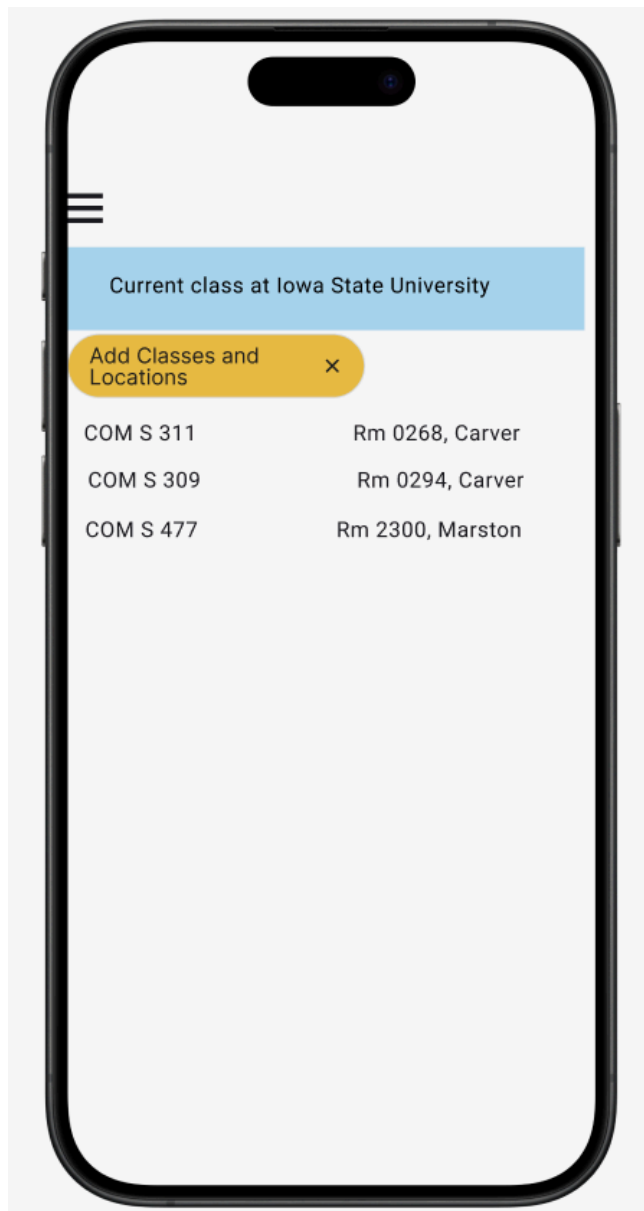 Current class at Iowa State University
Add Classes and
Locations ×
COM S 311 Rm 0268, Carver
COM S 309 Rm 0294, Carver
COM S 477 Rm 2300, Marston